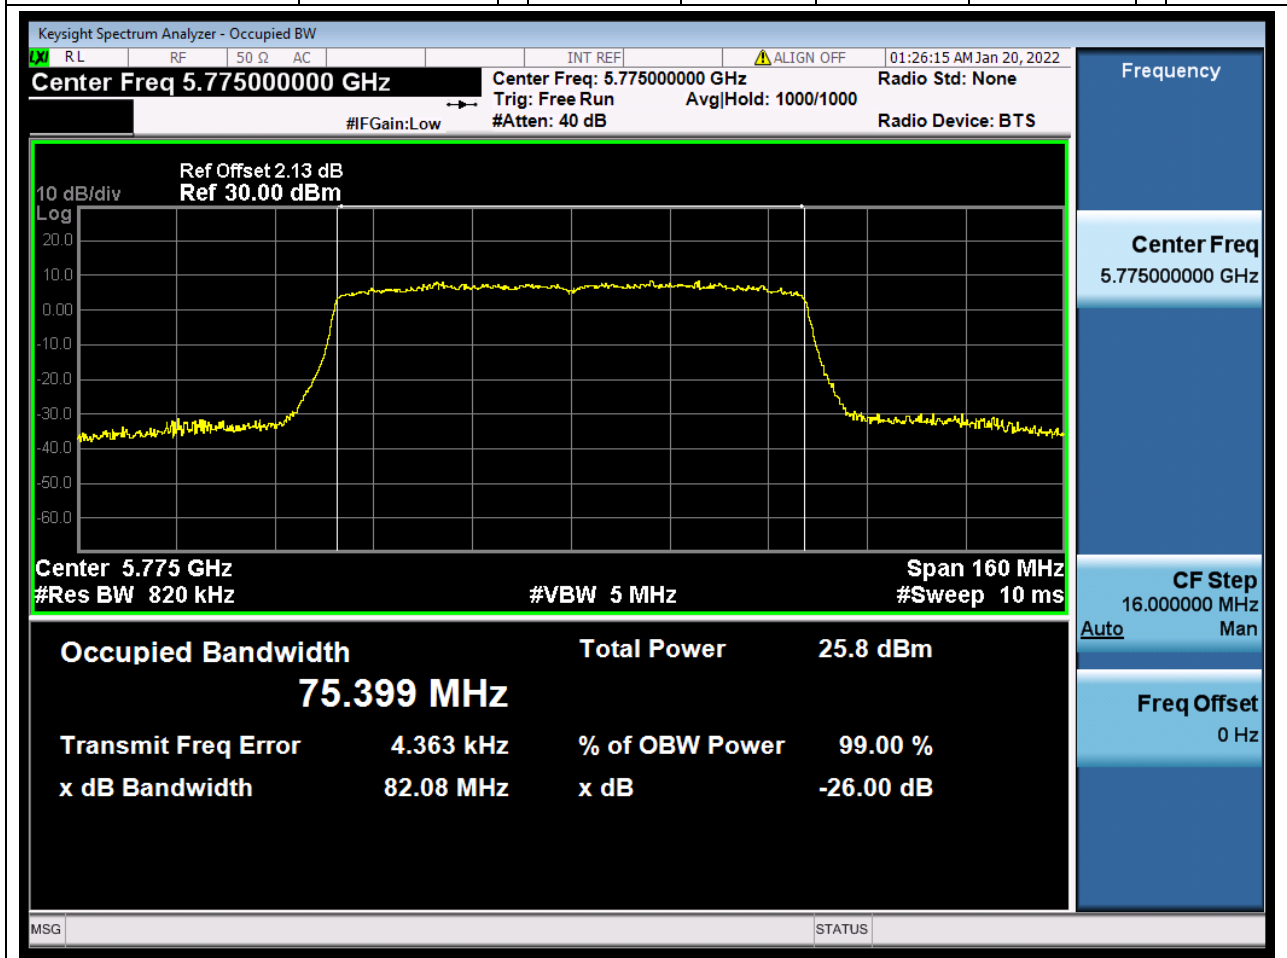 Keysight Spectrum Analyzer - Occupied BW
LXI RL RF 50 Ω AC INT REF ALIGN OFF 01:26:15 AM Jan 20, 2022
Center Freq 5.775000000 GHz
Center Freq: 5.775000000 GHz
Radio Std: None
Trig: Free Run Avg|Hold: 1000/1000
#IFGain:Low
#Atten: 40 dB
Radio Device: BTS
Ref Offset 2.13 dB
10 dB/div Ref 30.00 dBm
Log
20.0
10.0
0.00
-10.0
-20.0
-30.0
-40.0
-50.0
-60.0
Center 5.775 GHz Span 160 MHz
#Res BW 820 kHz #VBW 5 MHz #Sweep 10 ms
Occupied Bandwidth Total Power 25.8 dBm
75.399 MHz
Transmit Freq Error 4.363 kHz % of OBW Power 99.00 %
x dB Bandwidth 82.08 MHz x dB -26.00 dB
MSG STATUS
Frequency
Center Freq
5.775000000 GHz
CF Step
16.000000 MHz
Auto Man
Freq Offset
0 Hz